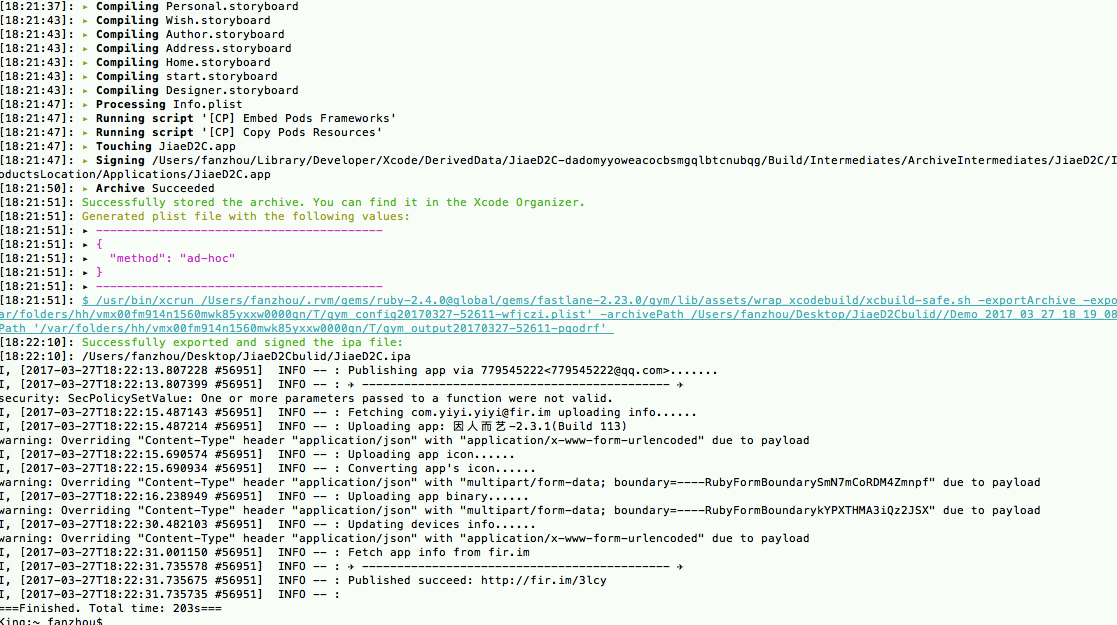 [18:21:37]: ▸ Compiling Personal.storyboard
[18:21:43]: ▸ Compiling Wish.storyboard
[18:21:43]: ▸ Compiling Author.storyboard
[18:21:43]: ▸ Compiling Address.storyboard
[18:21:43]: ▸ Compiling Home.storyboard
[18:21:43]: ▸ Compiling start.storyboard
[18:21:43]: ▸ Compiling Designer.storyboard
[18:21:47]: ▸ Processing Info.plist
[18:21:47]: ▸ Running script '[CP] Embed Pods Frameworks'
[18:21:47]: ▸ Running script '[CP] Copy Pods Resources'
[18:21:47]: ▸ Touching JiaeD2C.app
[18:21:47]: ▸ Signing /Users/fanzhou/Library/Developer/Xcode/DerivedData/JiaeD2C-dadomyyoweacocbsmgqlbtcnubqg/Build/Intermediates/ArchiveIntermediates/JiaeD2C/I
oductsLocation/Applications/JiaeD2C.app
[18:21:50]: ▸ Archive Succeeded
[18:21:51]: Successfully stored the archive. You can find it in the Xcode Organizer.
[18:21:51]: Generated plist file with the following values:
[18:21:51]: ▸ -----------------------------------------
[18:21:51]: ▸ {
[18:21:51]: ▸   "method": "ad-hoc"
[18:21:51]: ▸ }
[18:21:51]: ▸ -----------------------------------------
[18:21:51]: $ /usr/bin/xcrun /Users/fanzhou/.rvm/gems/ruby-2.4.0@global/gems/fastlane-2.23.0/gym/lib/assets/wrap_xcodebuild/xcbuild-safe.sh -exportArchive -expo
ar/folders/hh/vmx00fm914n1560mwk85yxxw0000gn/T/gym_config20170327-52611-wfjczi.plist' -archivePath /Users/fanzhou/Desktop/JiaeD2Cbulid//Demo_2017_03_27_18_19_08
Path '/var/folders/hh/vmx00fm914n1560mwk85yxxw0000gn/T/gym_output20170327-52611-pqodrf'
[18:22:10]: Successfully exported and signed the ipa file:
[18:22:10]: /Users/fanzhou/Desktop/JiaeD2Cbulid/JiaeD2C.ipa
I, [2017-03-27T18:22:13.807228 #56951]  INFO -- : Publishing app via 779545222<779545222@qq.com>.......
I, [2017-03-27T18:22:13.807399 #56951]  INFO -- : ✈ -------------------------------------------- ✈
security: SecPolicySetValue: One or more parameters passed to a function were not valid.
I, [2017-03-27T18:22:15.487143 #56951]  INFO -- : Fetching com.yiyi.yiyi@fir.im uploading info......
I, [2017-03-27T18:22:15.487214 #56951]  INFO -- : Uploading app: 因人而艺-2.3.1(Build 113)
warning: Overriding "Content-Type" header "application/json" with "application/x-www-form-urlencoded" due to payload
I, [2017-03-27T18:22:15.690574 #56951]  INFO -- : Uploading app icon......
I, [2017-03-27T18:22:15.690934 #56951]  INFO -- : Converting app's icon......
warning: Overriding "Content-Type" header "application/json" with "multipart/form-data; boundary=----RubyFormBoundarySmN7mCoRDM4Zmnpf" due to payload
I, [2017-03-27T18:22:16.238949 #56951]  INFO -- : Uploading app binary......
warning: Overriding "Content-Type" header "application/json" with "multipart/form-data; boundary=----RubyFormBoundarykYPXTHMA3iQz2JSX" due to payload
I, [2017-03-27T18:22:30.482103 #56951]  INFO -- : Updating devices info......
warning: Overriding "Content-Type" header "application/json" with "application/x-www-form-urlencoded" due to payload
I, [2017-03-27T18:22:31.001150 #56951]  INFO -- : Fetch app info from fir.im
I, [2017-03-27T18:22:31.735578 #56951]  INFO -- : ✈ -------------------------------------------- ✈
I, [2017-03-27T18:22:31.735675 #56951]  INFO -- : Published succeed: http://fir.im/3lcy
I, [2017-03-27T18:22:31.735735 #56951]  INFO -- :
===Finished. Total time: 203s===
King:~ fanzhou$